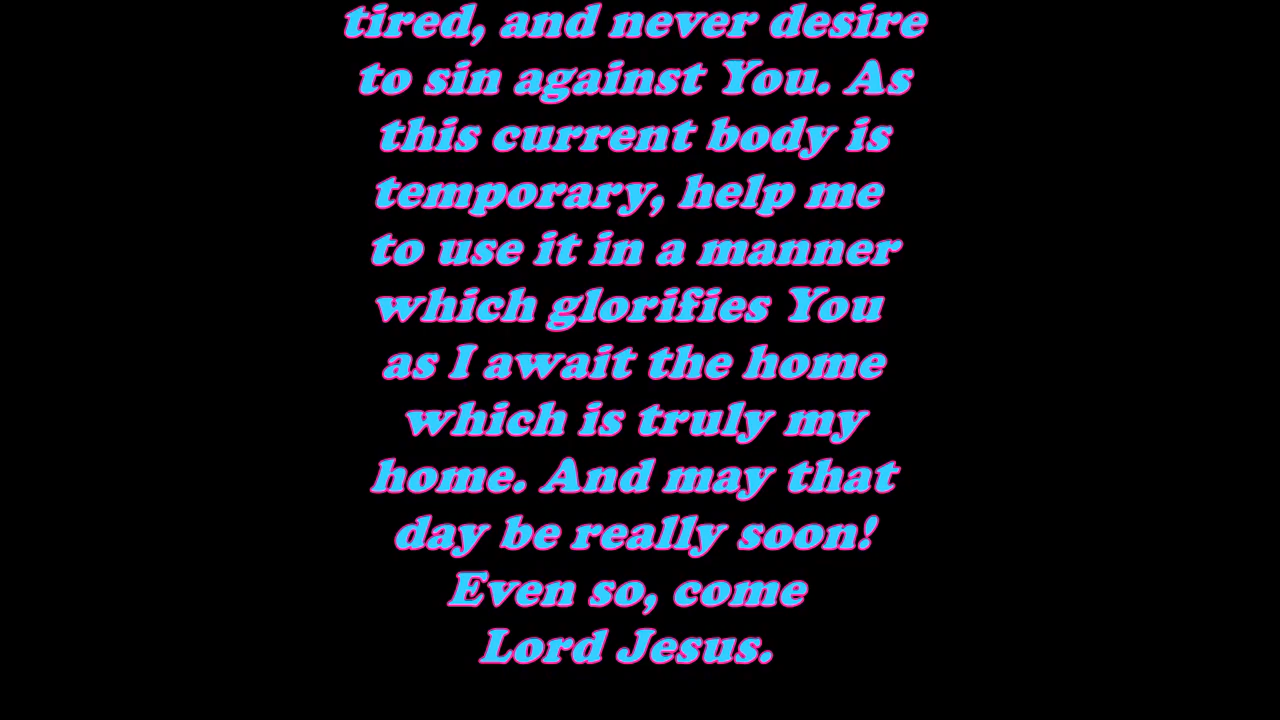 tired, and never desire
to sin against You. As
this current body is
temporary, help me
to use it in a manner
which glorifies You
as I await the home
which is truly my
home. And may that
day be really soon!
Even so, come
Lord Jesus.